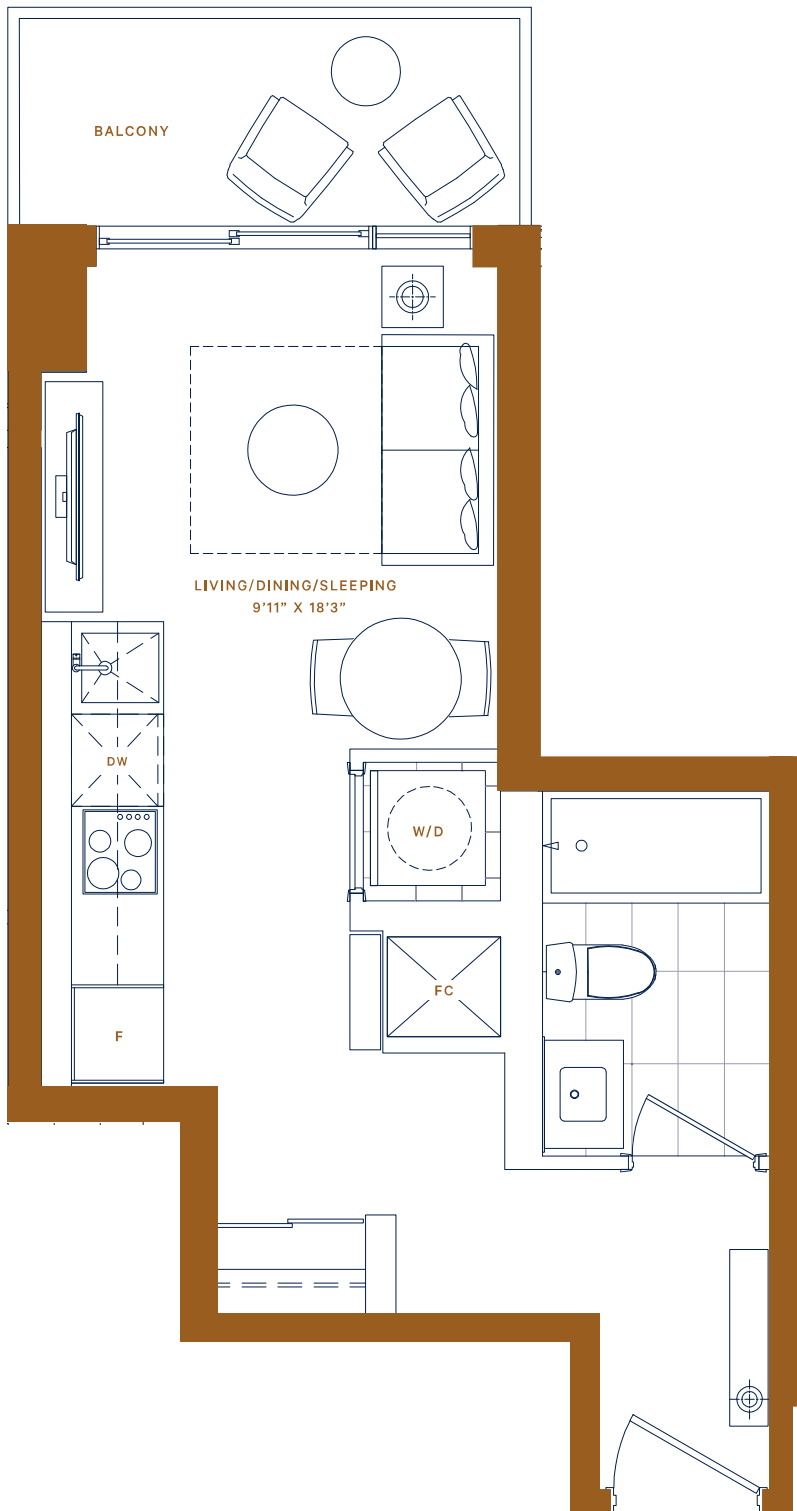 BALCONY
LIVING/DINING/SLEEPING
9’11” X 18’3”
DW
W/D
FC
F